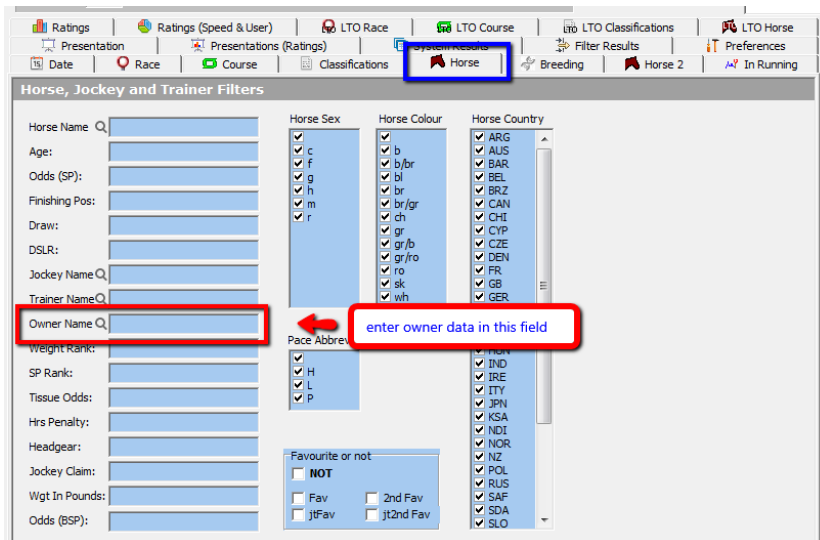 Ratings Ratings (Speed & User) LTO Race LTO Course LTO Classifications LTO Horse
Presentation Presentations (Ratings) System Results Filter Results Preferences
Date Race Course Classifications Horse Breeding Horse 2 In Running
Horse, Jockey and Trainer Filters
Horse Name
Age:
Odds (SP):
Finishing Pos:
Draw:
DSLR:
Jockey Name
Trainer Name
Owner Name
Weight Rank:
SP Rank:
Tissue Odds:
Hrs Penalty:
Headgear:
Jockey Claim:
Wgt In Pounds:
Odds (BSP):
Horse Sex
c
f
g
h
m
r
Horse Colour
b
b/br
bl
br
br/gr
ch
gr
gr/b
gr/ro
ro
sk
wh
Horse Country
ARG
AUS
BAR
BEL
BRZ
CAN
CHI
CYP
CZE
DEN
FR
GB
GER
HUN
IND
IRE
ITY
JPN
KSA
NDI
NOR
NZ
POL
RUS
SAF
SDA
SLO
enter owner data in this field
Pace Abbrev
H
L
P
Favourite or not
NOT
Fav 2nd Fav
jtFav jt2nd Fav